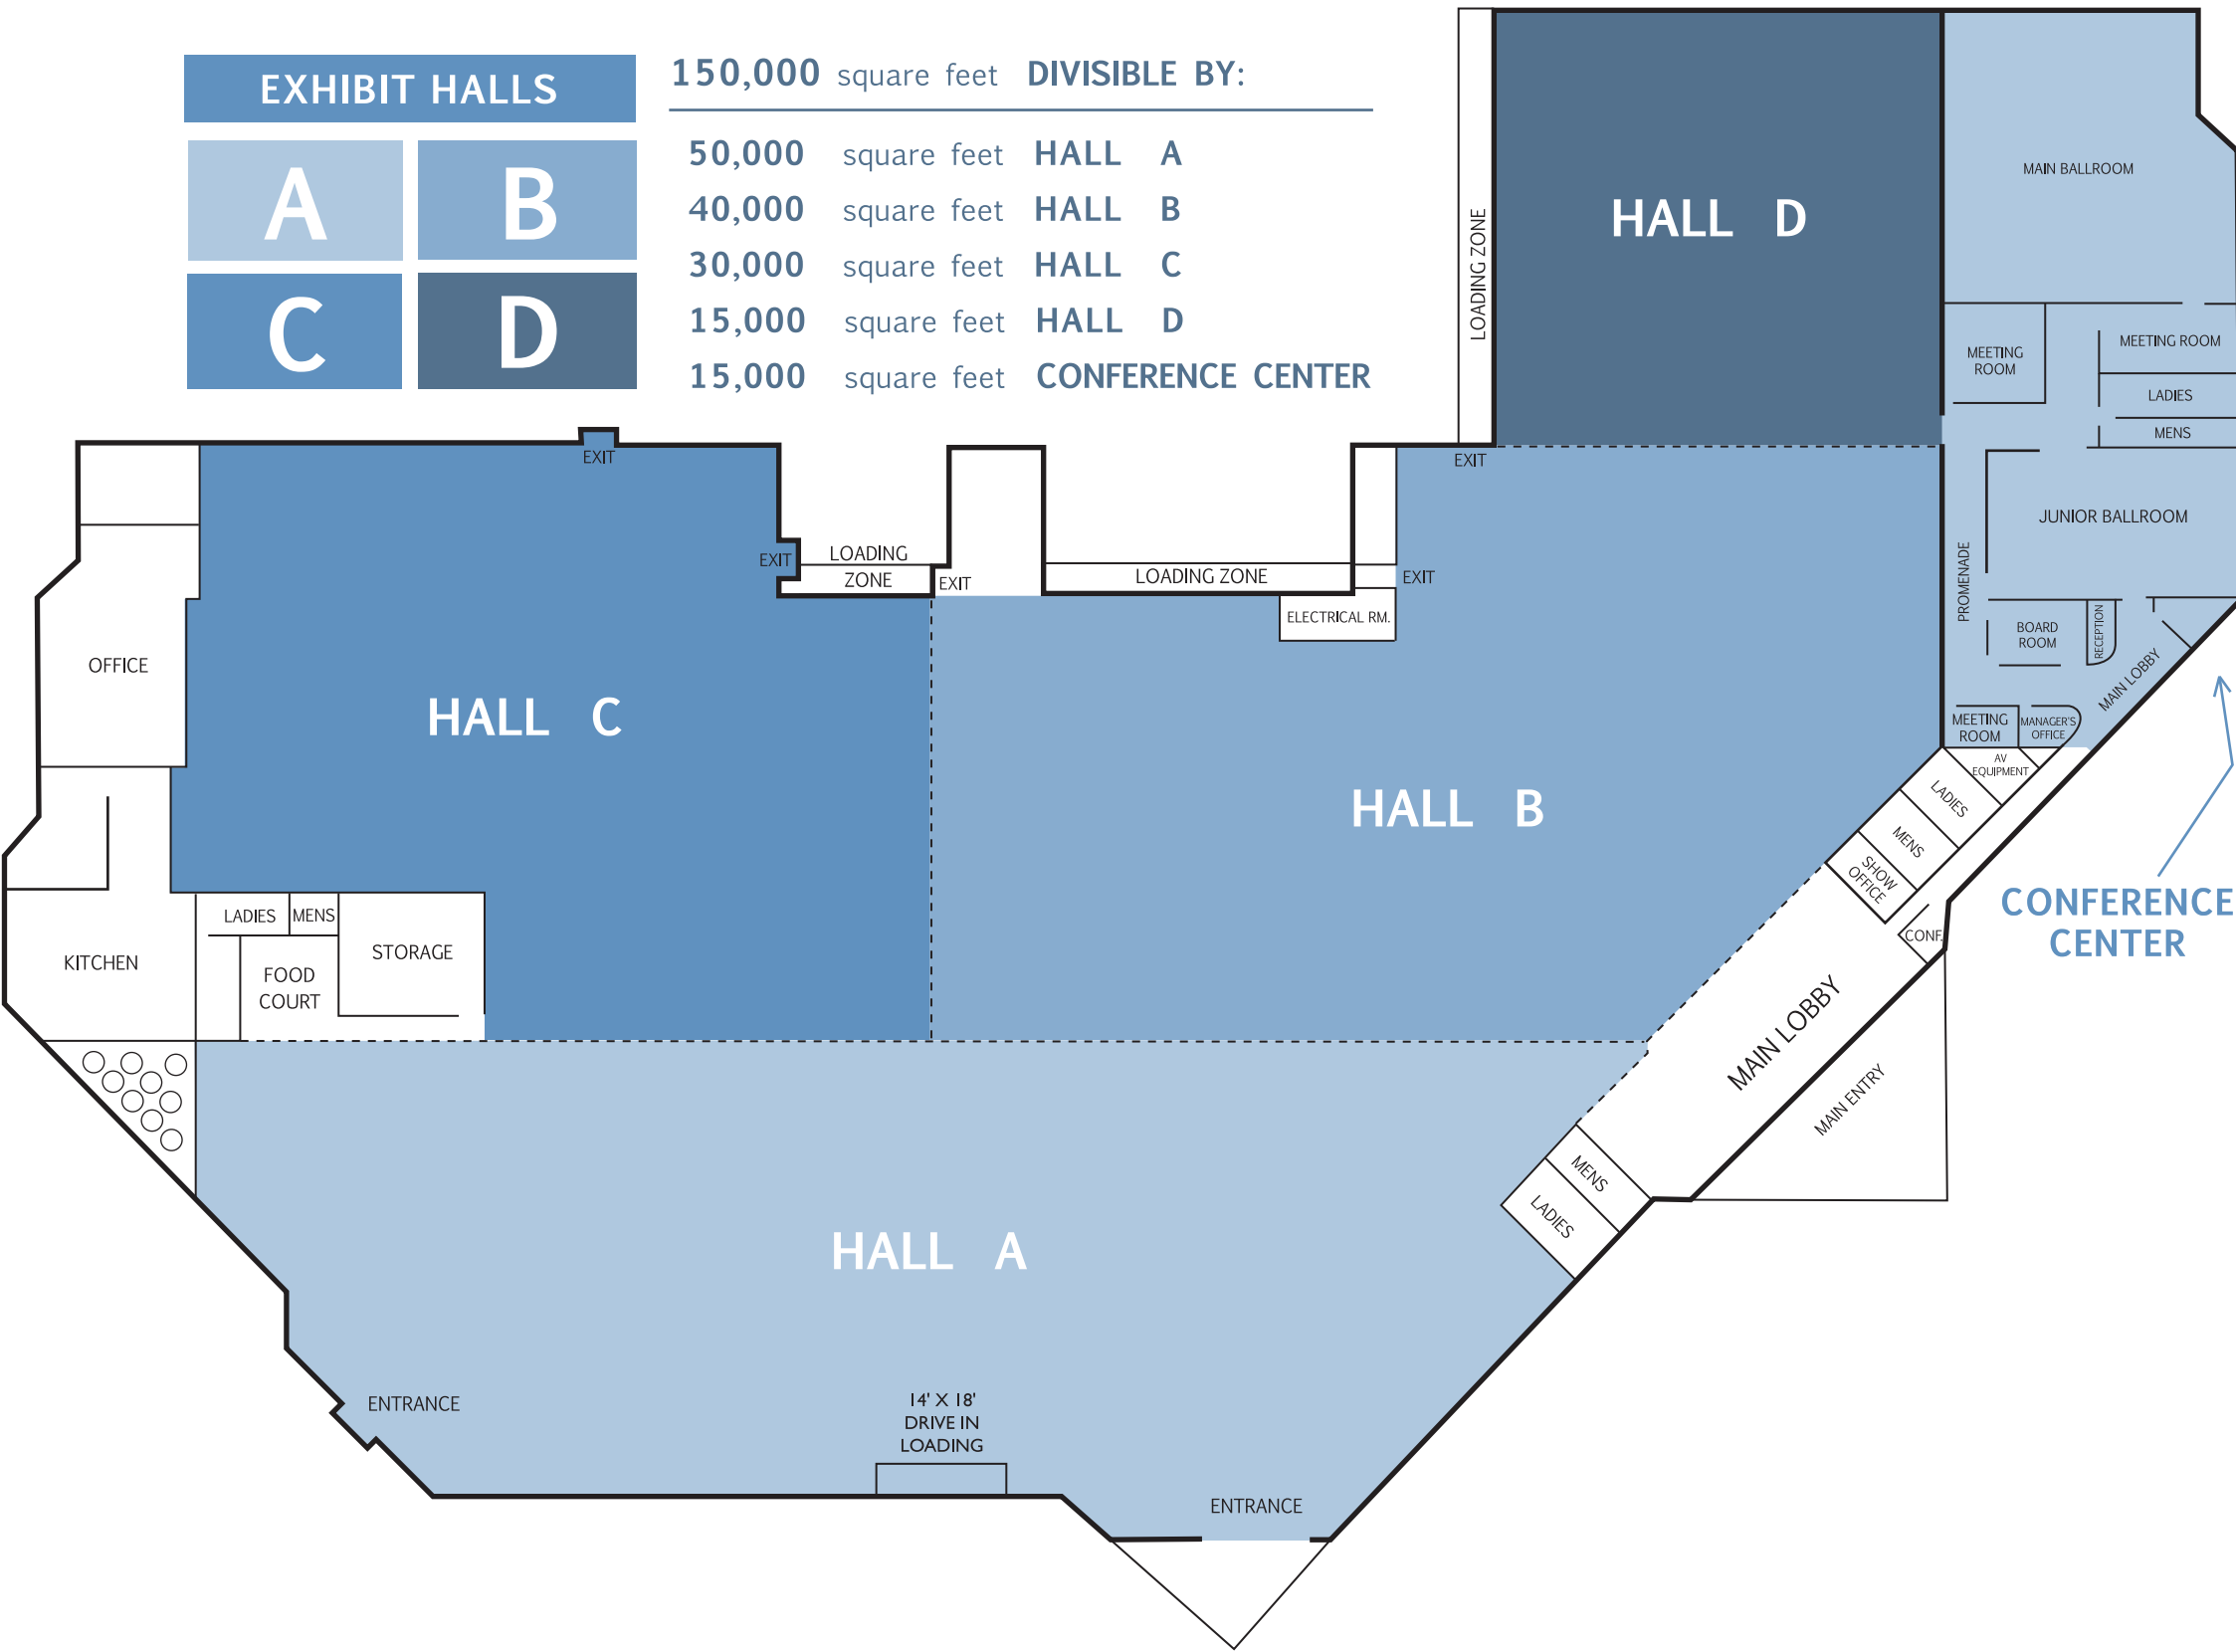 EXHIBIT HALLS
A B
C D
150,000 square feet DIVISIBLE BY:
50,000 square feet HALL A
40,000 square feet HALL B
30,000 square feet HALL C
15,000 square feet HALL D
15,000 square feet CONFERENCE CENTER
LOADING ZONE
HALL D
MAIN BALLROOM
MEETING
ROOM
MEETING ROOM
LADIES
MENS
EXIT
EXIT
JUNIOR BALLROOM
PROMENADE
EXIT
LOADING
ZONE
EXIT
LOADING ZONE
EXIT
ELECTRICAL RM.
BOARD
ROOM
RECEPTION
MAIN LOBBY
OFFICE
HALL C
HALL B
MEETING
ROOM
MANAGER'S
OFFICE
AV
EQUIPMENT
LADIES
MENS
SHOW
OFFICE
CONFERENCE
CENTER
CONF.
LADIES
MENS
STORAGE
KITCHEN
FOOD
COURT
MAIN LOBBY
MAIN ENTRY
MENS
LADIES
HALL A
ENTRANCE
14' X 18'
DRIVE IN
LOADING
ENTRANCE